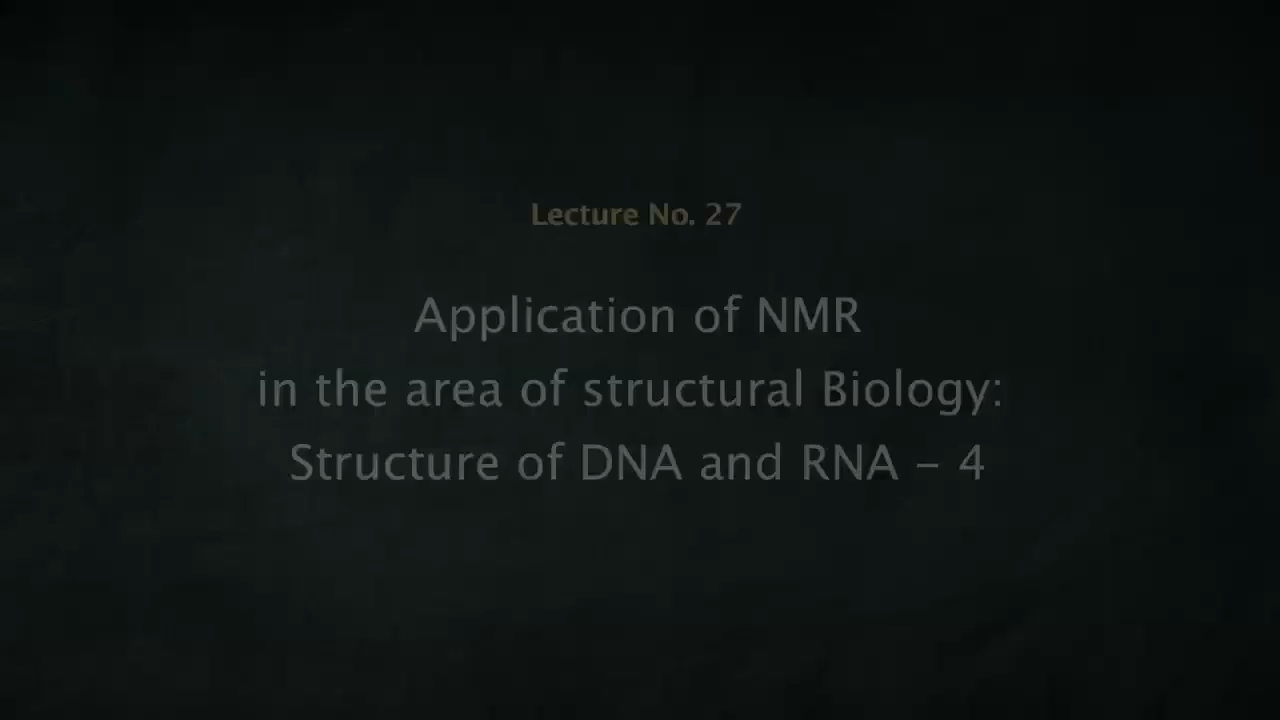 Lecture No. 27
Application of NMR
in the area of structural Biology:
Structure of DNA and RNA – 4